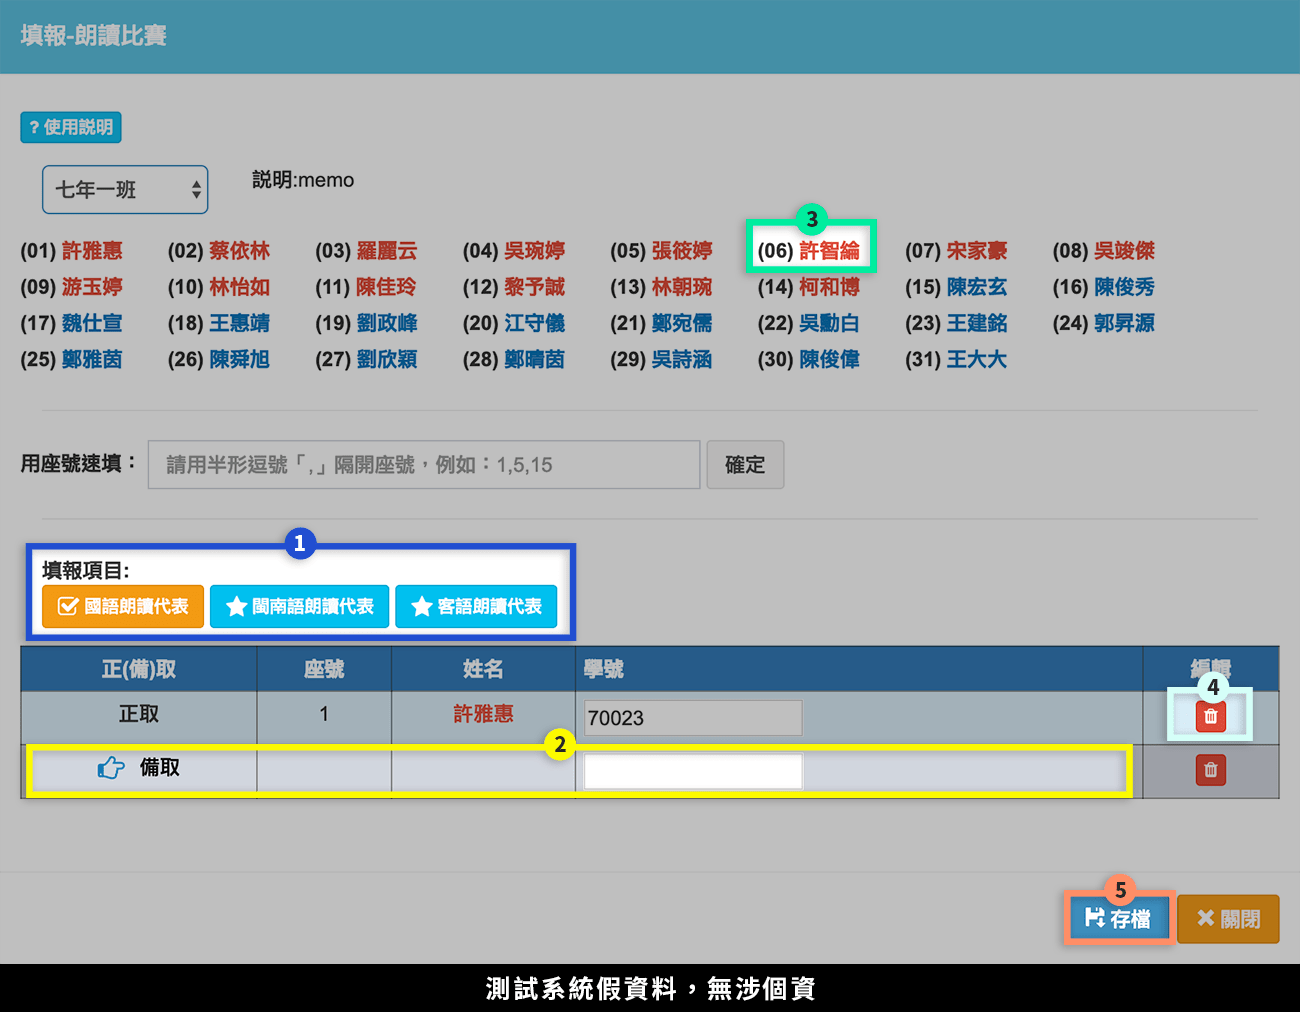 填報-朗讀比賽
? 使用説明
七年一班
説明:memo
3
(01) 許雅惠 (02) 蔡依林 (03) 羅麗云 (04) 吳琬婷 (05) 張筱婷 (06) 許智綸 (07) 宋家豪 (08) 吳竣傑
(09) 游玉婷 (10) 林怡如 (11) 陳佳玲 (12) 黎予誠 (13) 林朝琬 (14) 柯和博 (15) 陳宏玄 (16) 陳俊秀
(17) 魏仕宣 (18) 王惠靖 (19) 劉政峰 (20) 江守儀 (21) 鄭宛儒 (22) 吳勳白 (23) 王建銘 (24) 郭昇源
(25) 鄭雅茵 (26) 陳舜旭 (27) 劉欣穎 (28) 鄭晴茵 (29) 吳詩涵 (30) 陳俊偉 (31) 王大大
用座號速填： 請用半形逗號「,」隔開座號，例如：1,5,15 確定
1
填報項目:
國語朗讀代表 閩南語朗讀代表 客語朗讀代表
正(備)取 座號 姓名 學號 編輯
4
正取 1 許雅惠 70023
2
備取
5
存檔 關閉
測試系統假資料，無涉個資